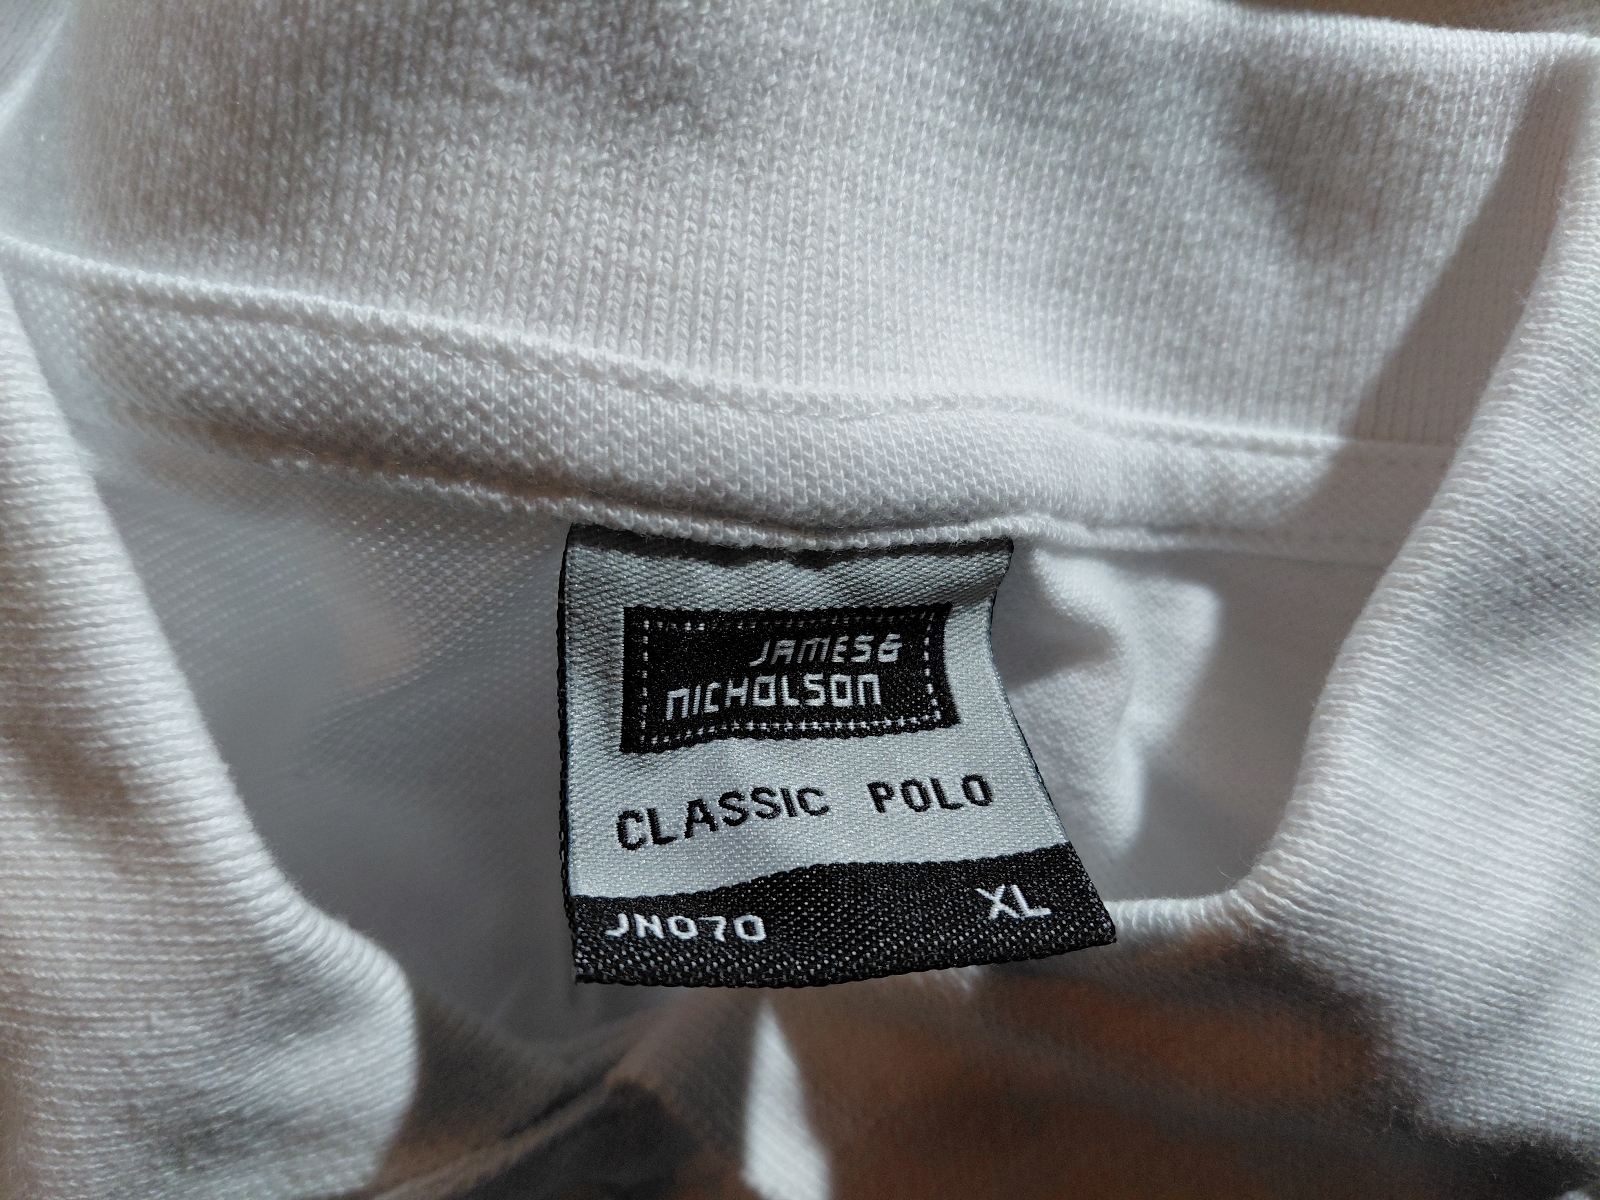 JAMES&
NICHOLSON
CLASSIC POLO
JN070 XL